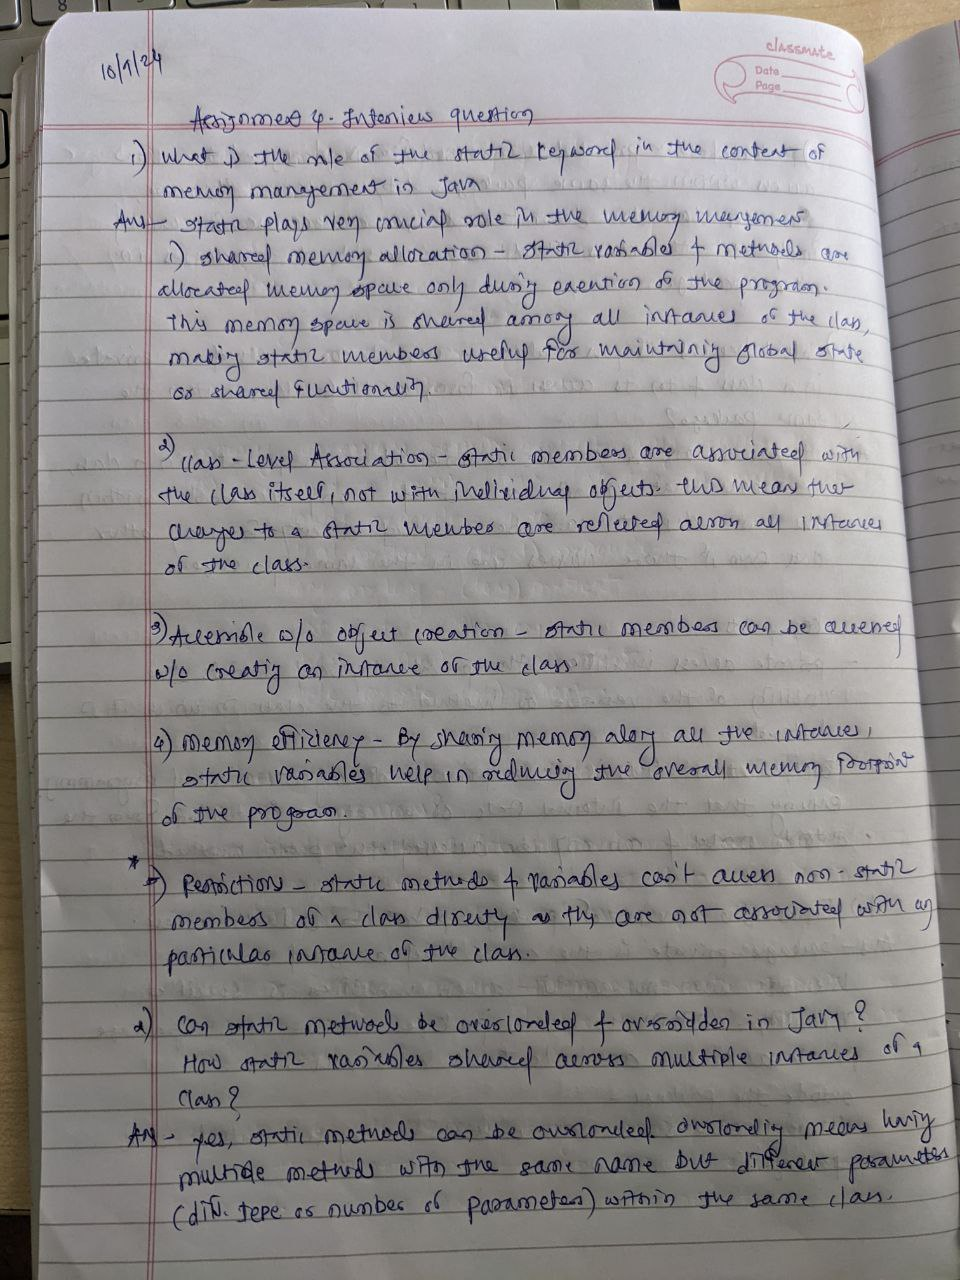 classmate
Date
Page
10/9/24
Assignment 4. Interview question
1) what is the role of the static keyword in the context of
memory mangement in Java
Ans - static plays very crucial role in the memory
1) shared memory allocation - static variables & methods are
allocated memory space only during execution of the program.
This memory space is shared among all instances of the class,
making static members useful for maintaining global state
or shared functionality.
2) class - Level Association - static members are associated with
the class itself, not with individual objects. this mean that
changes to a static member are reflected across all instances
of the class.
3) Accessible w/o object creation - static members can be accessed
w/o creating an instance of the class.
4) memory efficiency - By sharing memory along all the instances,
static variables help in reducing the overall memory footprint
of the program.
* 5) Restriction - static methods & variables can't access non-static
members of a class directly as they are not associated with any
particular instance of the class.
2) Can static method be overloaded & overridden in Java ?
How static variables shared across multiple instances of a
class ?
Ans - yes, static methods can be overloaded. overloading means having
multiple methods with the same name but different parameters
(diff. type or number of parameters) within the same class.